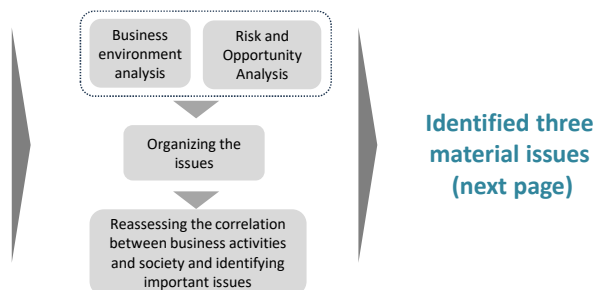 Business
environment
analysis
Risk and
Opportunity
Analysis
Organizing the
issues
Reassessing the correlation
between business activities
and society and identifying
important issues
Identified three
material issues
(next page)